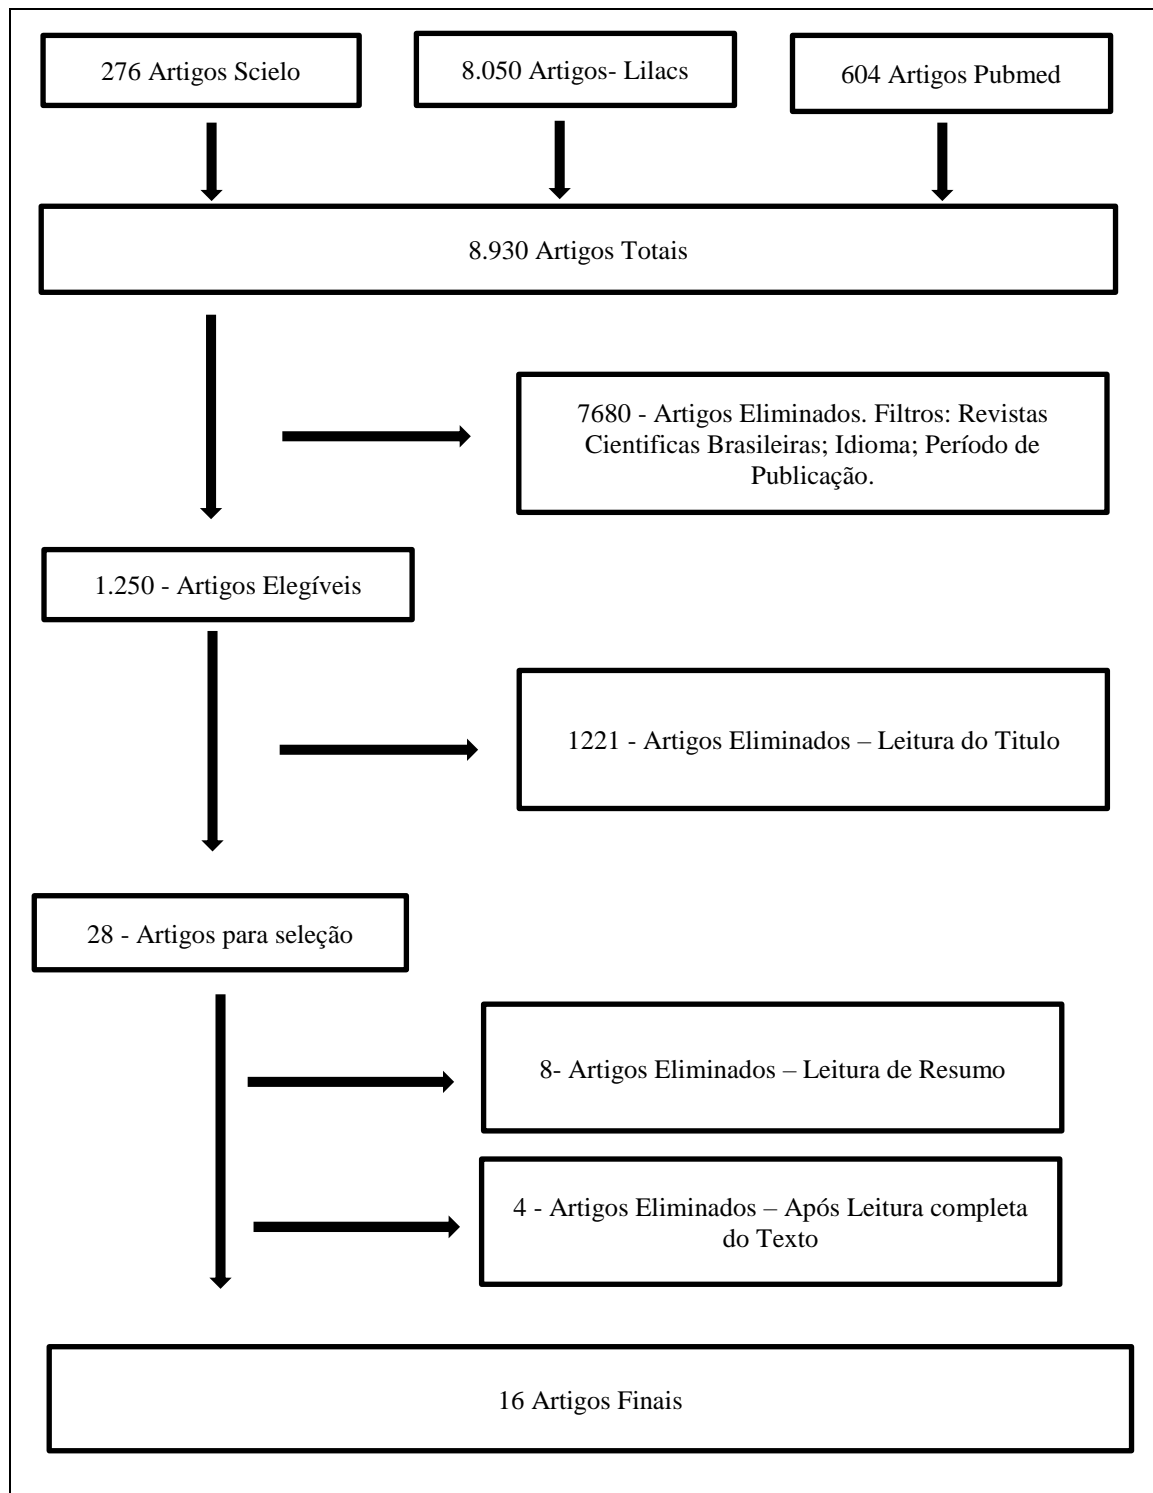 276 Artigos Scielo
8.050 Artigos- Lilacs
604 Artigos Pubmed
8.930 Artigos Totais
7680 - Artigos Eliminados. Filtros: Revistas
Cientificas Brasileiras; Idioma; Período de
Publicação.
1.250 - Artigos Elegíveis
1221 - Artigos Eliminados – Leitura do Titulo
28 - Artigos para seleção
8- Artigos Eliminados – Leitura de Resumo
4 - Artigos Eliminados – Após Leitura completa
do Texto
16 Artigos Finais